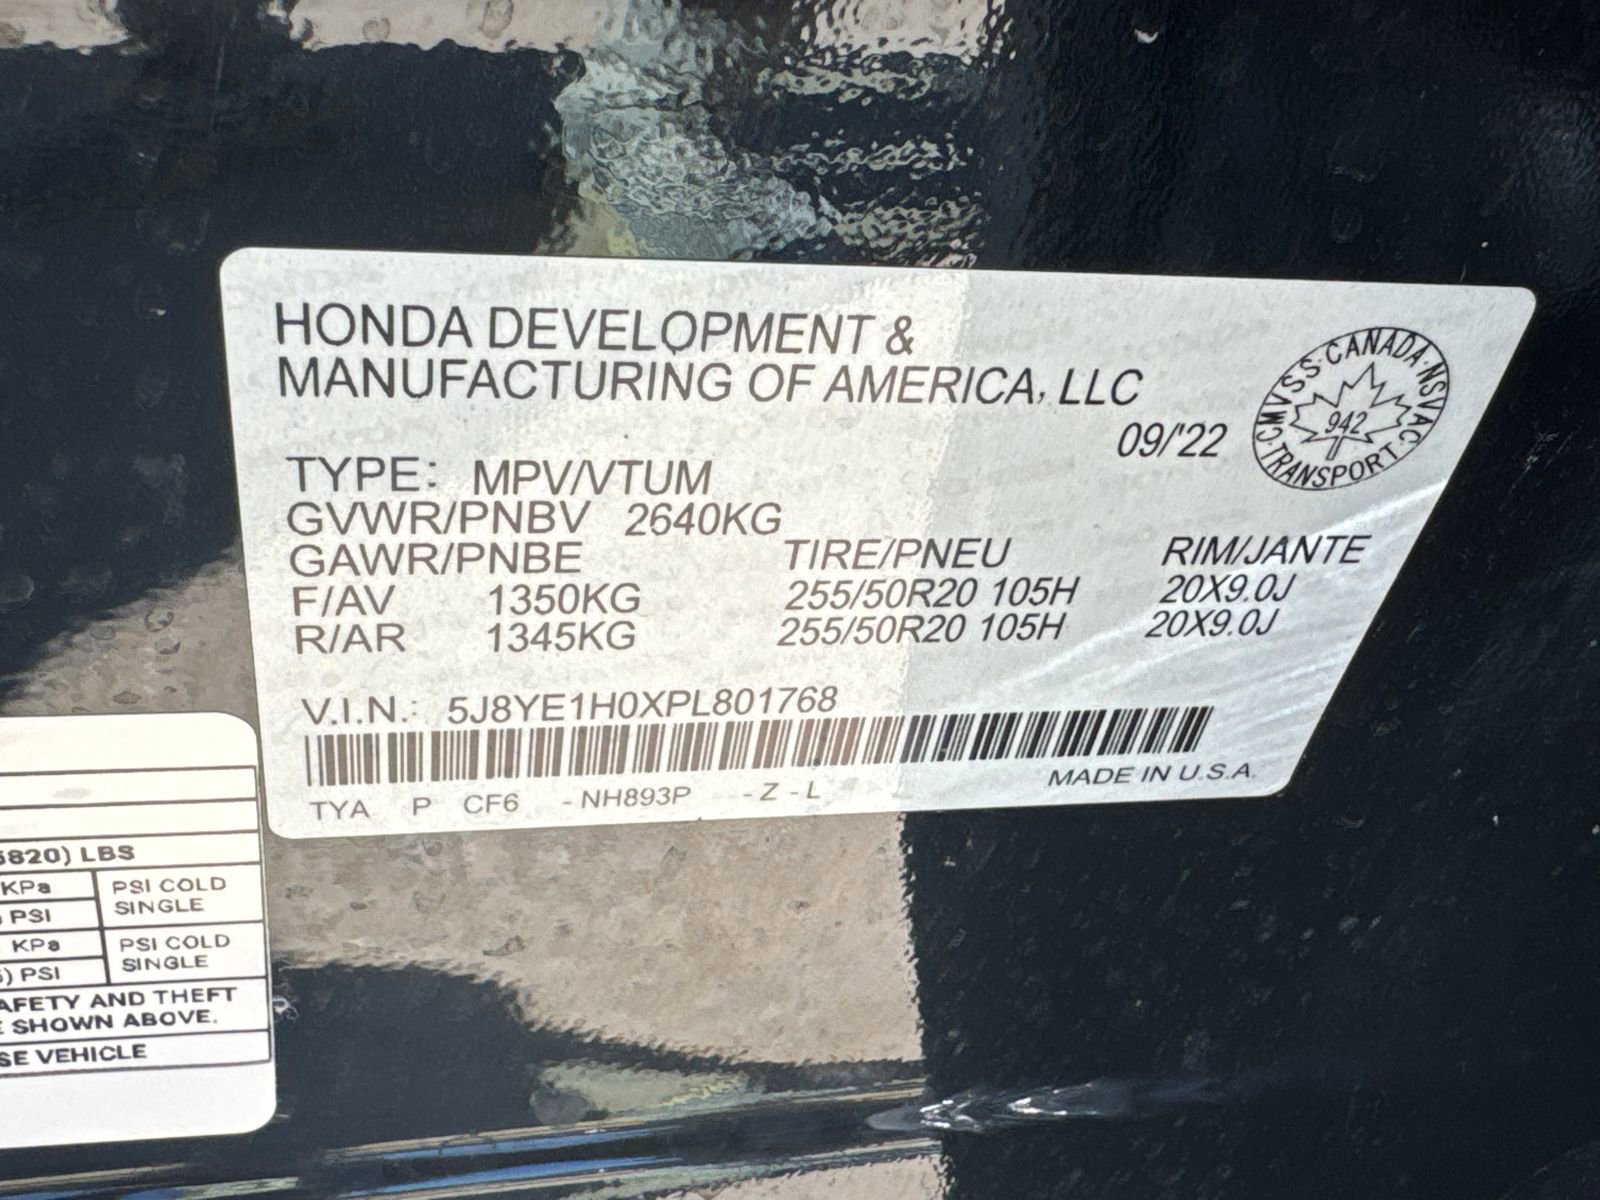 HONDA DEVELOPMENT &
MANUFACTURING OF AMERICA, LLC
09/'22
CMVSS·CANADA·NSVAC·TRANSPORT·
942
TYPE: MPV/VTUM
GVWR/PNBV 2640KG
GAWR/PNBE TIRE/PNEU RIM/JANTE
F/AV 1350KG 255/50R20 105H 20X9.0J
R/AR 1345KG 255/50R20 105H 20X9.0J
V.I.N.: 5J8YE1H0XPL801768
MADE IN U.S.A.
TYA P CF6 - NH893P - Z - L
820) LBS
KPa PSI COLD
PSI SINGLE
KPa PSI COLD
) PSI SINGLE
AFETY AND THEFT
E SHOWN ABOVE.
SE VEHICLE